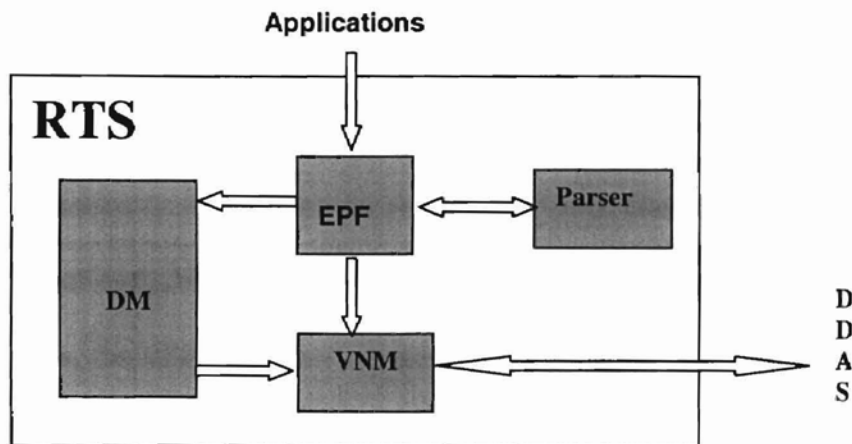 Applications
RTS
EPF
Parser
DM
VNM
D
D
A
S